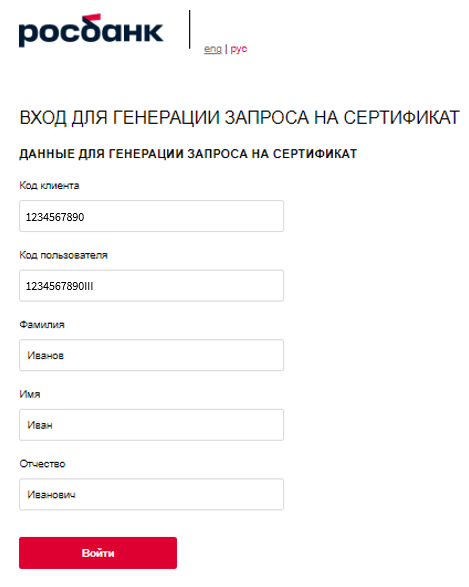 росбанк
eng | рус
ВХОД ДЛЯ ГЕНЕРАЦИИ ЗАПРОСА НА СЕРТИФИКАТ
ДАННЫЕ ДЛЯ ГЕНЕРАЦИИ ЗАПРОСА НА СЕРТИФИКАТ
Код клиента
1234567890
Код пользователя
1234567890III
Фамилия
Иванов
Имя
Иван
Отчество
Иванович
Войти